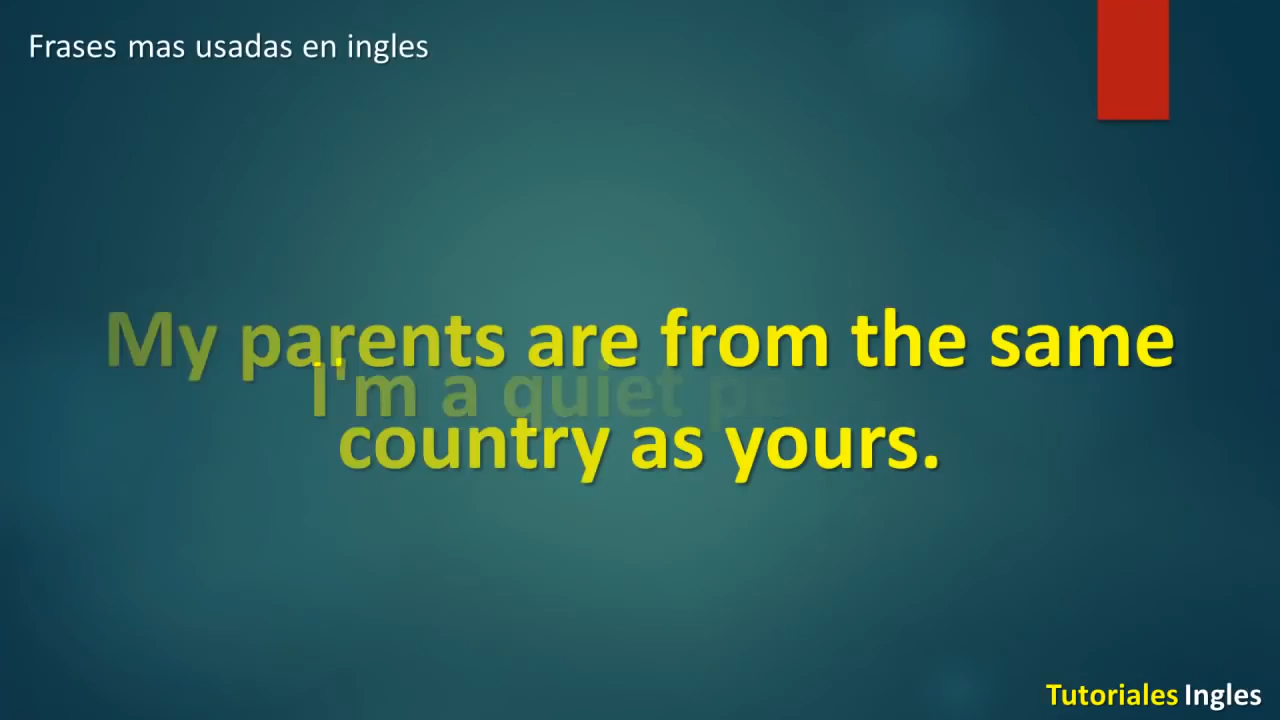 Frases mas usadas en ingles
My parents are from the same
I'm a quiet
country as yours.
Tutoriales Ingles